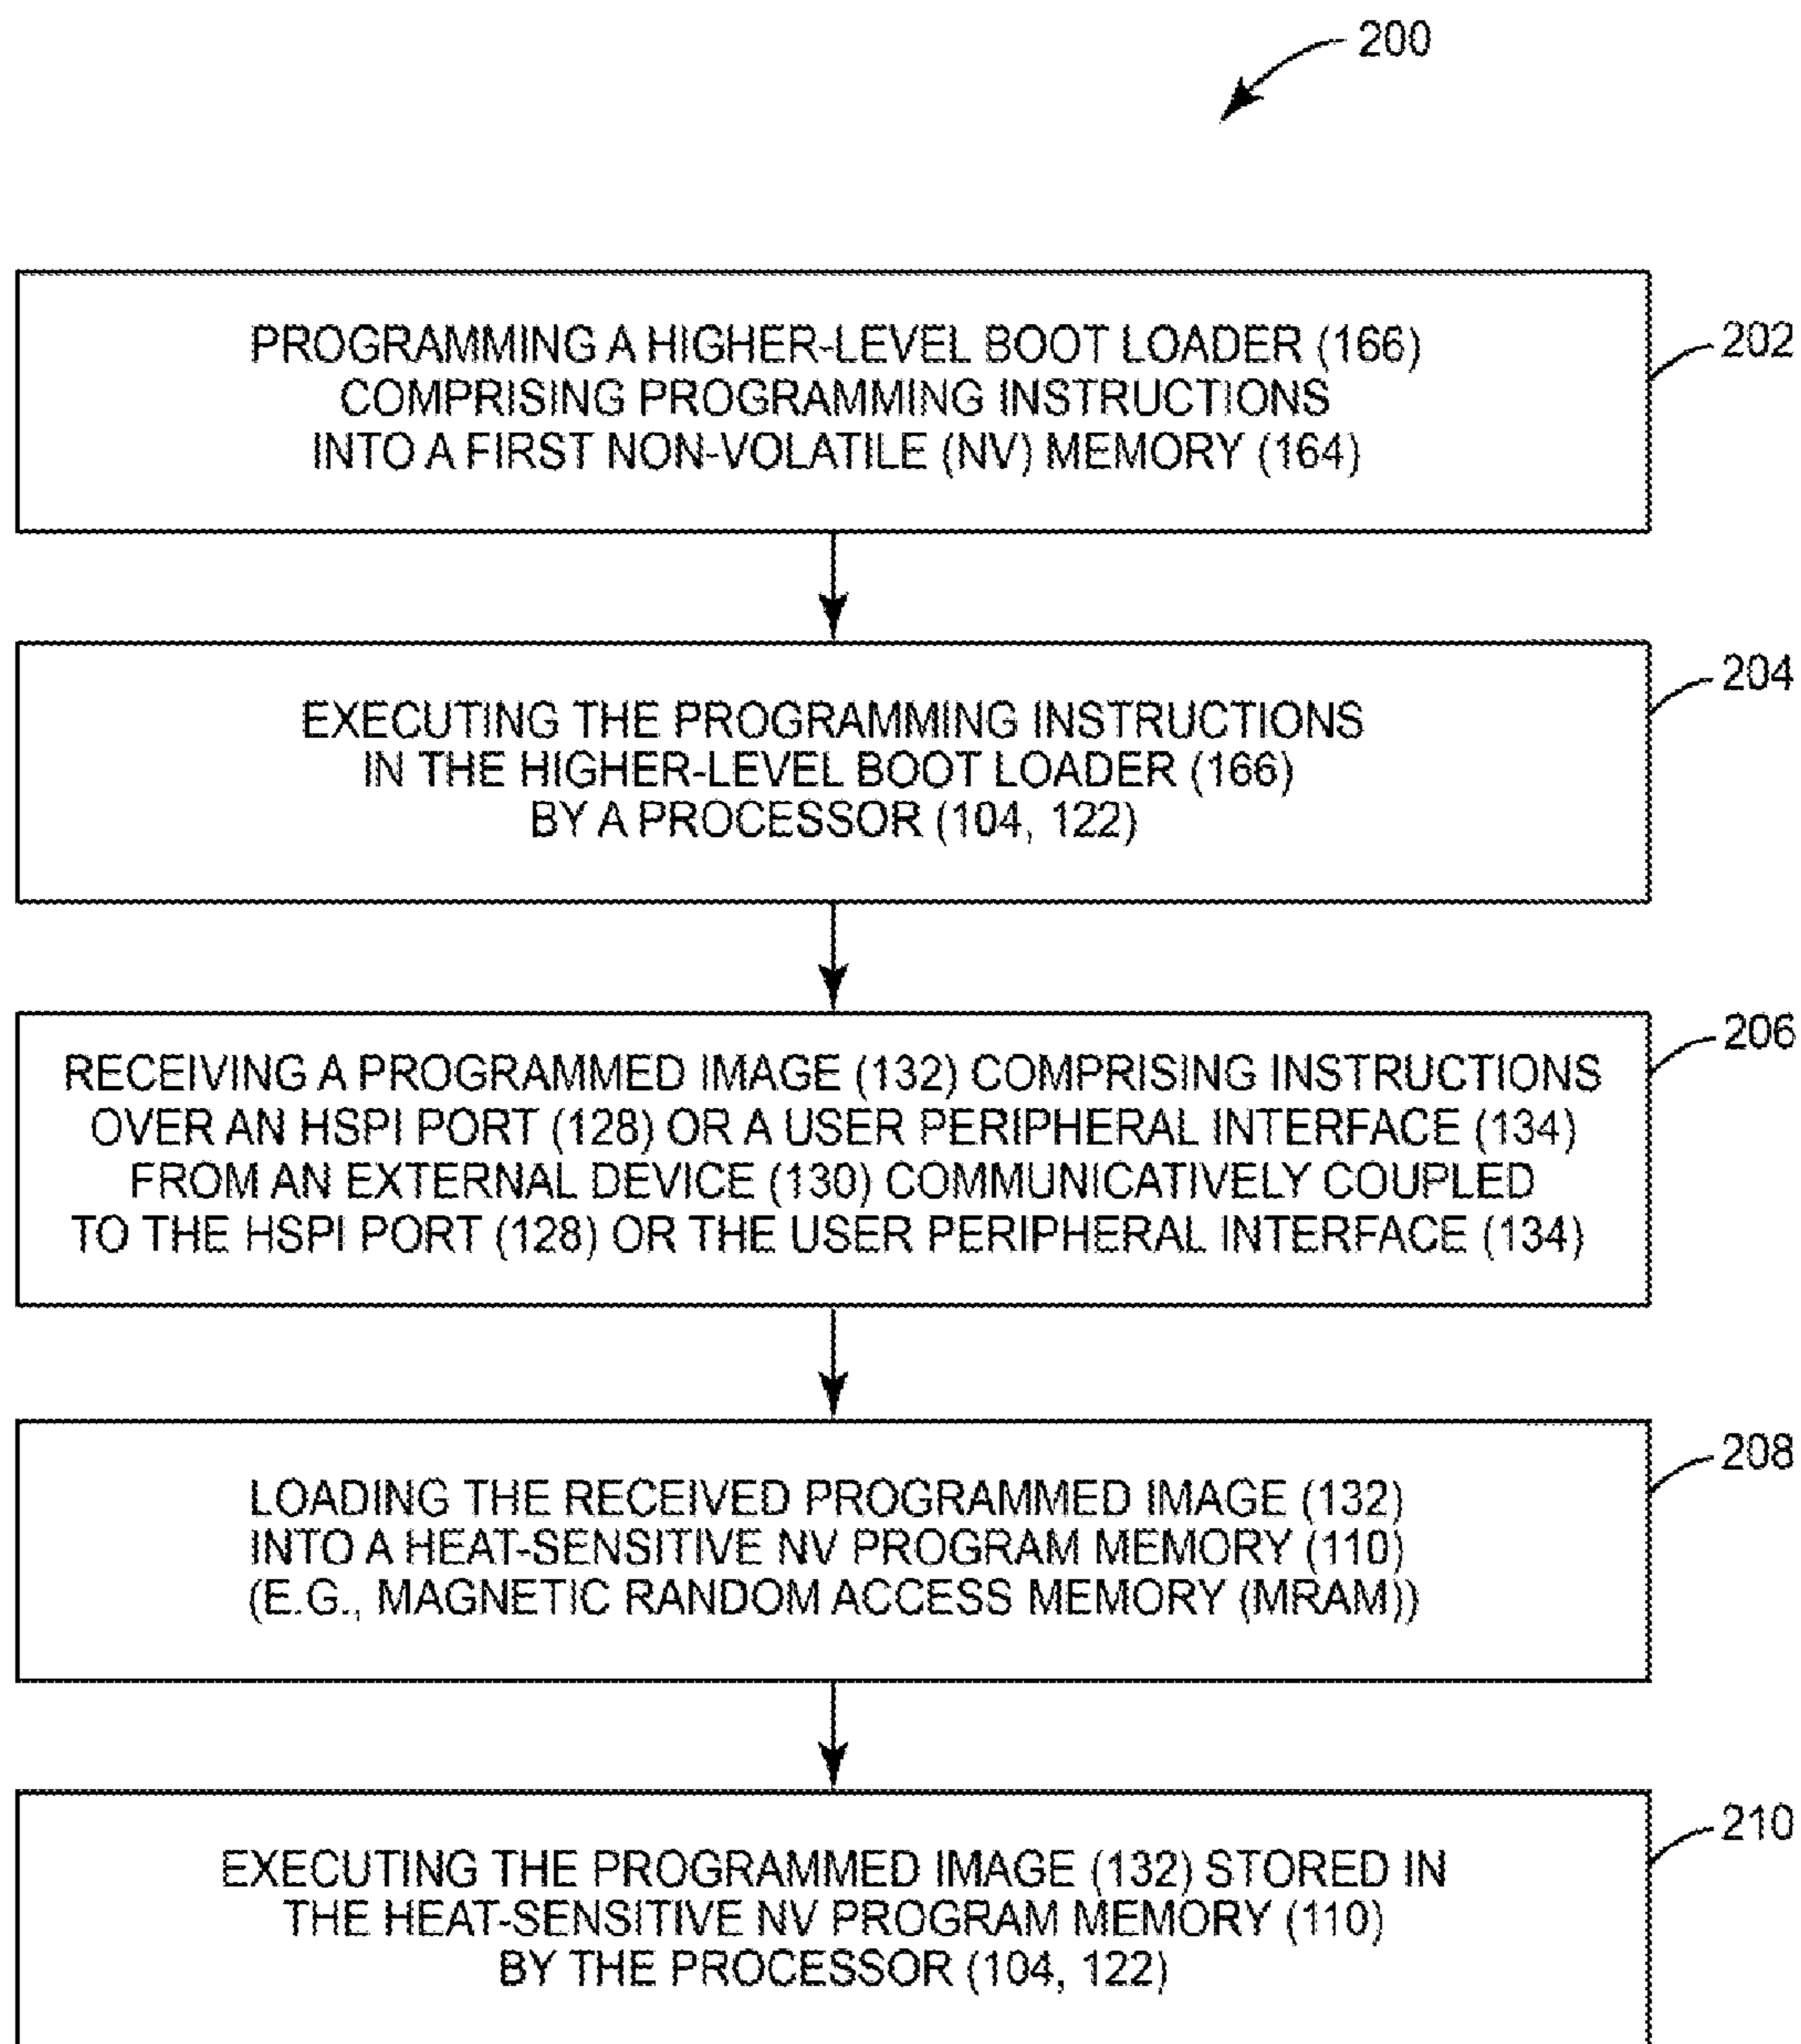 200
PROGRAMMING A HIGHER-LEVEL BOOT LOADER (166)
COMPRISING PROGRAMMING INSTRUCTIONS
INTO A FIRST NON-VOLATILE (NV) MEMORY (164)
202
EXECUTING THE PROGRAMMING INSTRUCTIONS
IN THE HIGHER-LEVEL BOOT LOADER (166)
BY A PROCESSOR (104, 122)
204
RECEIVING A PROGRAMMED IMAGE (132) COMPRISING INSTRUCTIONS
OVER AN HSPI PORT (128) OR A USER PERIPHERAL INTERFACE (134)
FROM AN EXTERNAL DEVICE (130) COMMUNICATIVELY COUPLED
TO THE HSPI PORT (128) OR THE USER PERIPHERAL INTERFACE (134)
206
LOADING THE RECEIVED PROGRAMMED IMAGE (132)
INTO A HEAT-SENSITIVE NV PROGRAM MEMORY (110)
(E.G., MAGNETIC RANDOM ACCESS MEMORY (MRAM))
208
EXECUTING THE PROGRAMMED IMAGE (132) STORED IN
THE HEAT-SENSITIVE NV PROGRAM MEMORY (110)
BY THE PROCESSOR (104, 122)
210